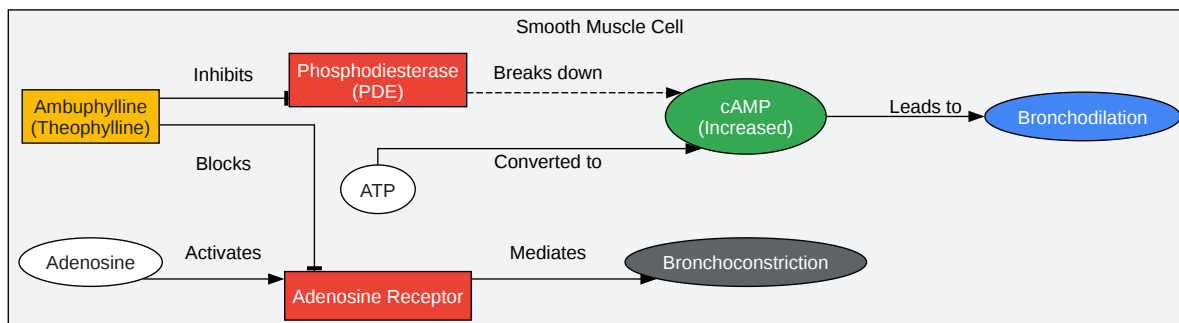 Smooth Muscle Cell
Inhibits
Phosphodiesterase
(PDE)
Breaks down
Ambuphylline
(Theophylline)
cAMP
(Increased)
Leads to
Bronchodilation
Blocks
ATP
Converted to
Adenosine
Activates
Adenosine Receptor
Mediates
Bronchoconstriction